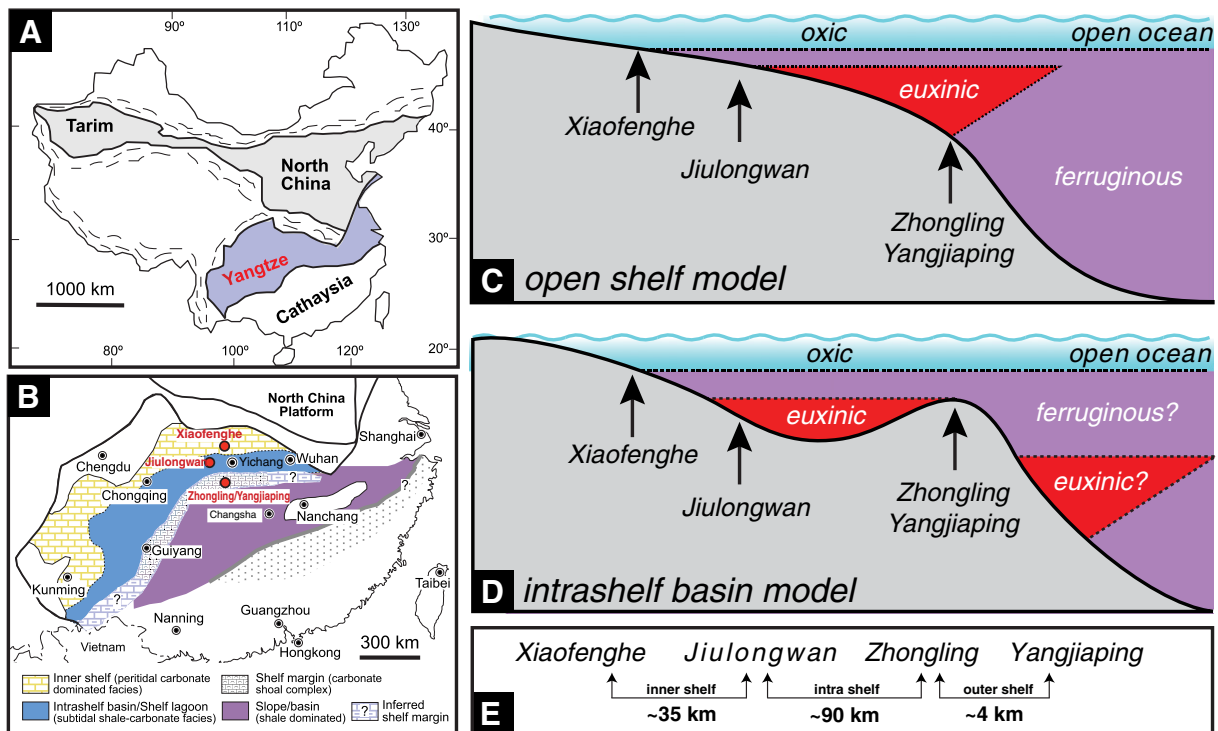 A
90º
110º
130º
Tarim
North
China
40º
30º
20º
Yangtze
Cathaysia
1000 km
80º
100º
120º
B
North China
Platform
Xiaofenghe
Shanghai
Chengdu
Jiulongwan
Yichang
Wuhan
Chongqing
?
?
Zhongling/Yangjiaping
Changsha
Nanchang
Guiyang
Kunming
?
Taibei
Nanning
Guangzhou
Hongkong
Vietnam
300 km
Inner shelf (peritidal carbonate
dominated facies)
Shelf margin (carbonate
shoal complex)
Intrashelf basin/Shelf lagoon
(subtidal shale-carbonate facies)
Slope/basin
(shale dominated)
?
Inferred
shelf margin
oxic
open ocean
euxinic
Xiaofenghe
Jiulongwan
ferruginous
Zhongling
Yangjiaping
C
open shelf model
oxic
open ocean
euxinic
ferruginous?
Xiaofenghe
Jiulongwan
Zhongling
Yangjiaping
euxinic?
D
intrashelf basin model
Xiaofenghe
Jiulongwan
Zhongling
Yangjiaping
inner shelf
intra shelf
outer shelf
~35 km
~90 km
~4 km
E